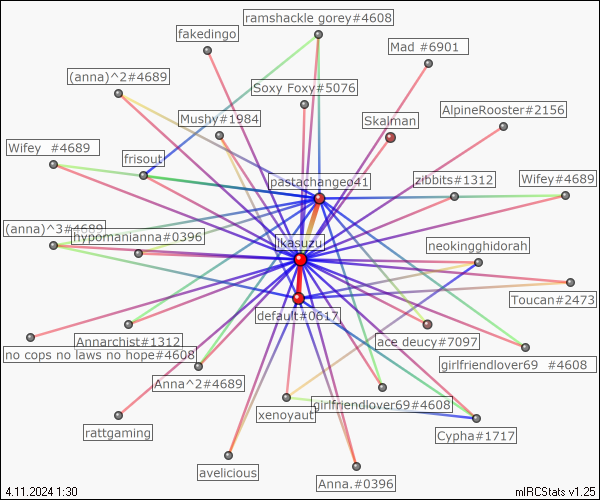 ramshackle gorey#4608
fakedingo
Mad #6901
(anna)^2#4689
Soxy Foxy#5076
AlpineRooster#2156
Mushy#1984
Skalman
Wifey  #4689
frisout
pastachangeo41
zibbits#1312
Wifey#4689
(anna)^3#4689
hypomanianna#0396
ikasuzu
neokingghidorah
Toucan#2473
default#0617
Annarchist#1312
ace deucy#7097
no cops no laws no hope#4608
girlfriendlover69  #4608
Anna^2#4689
girlfriendlover69#4608
xenoyaut
rattgaming
Cypha#1717
avelicious
Anna.#0396
4.11.2024 1:30
mIRCStats v1.25